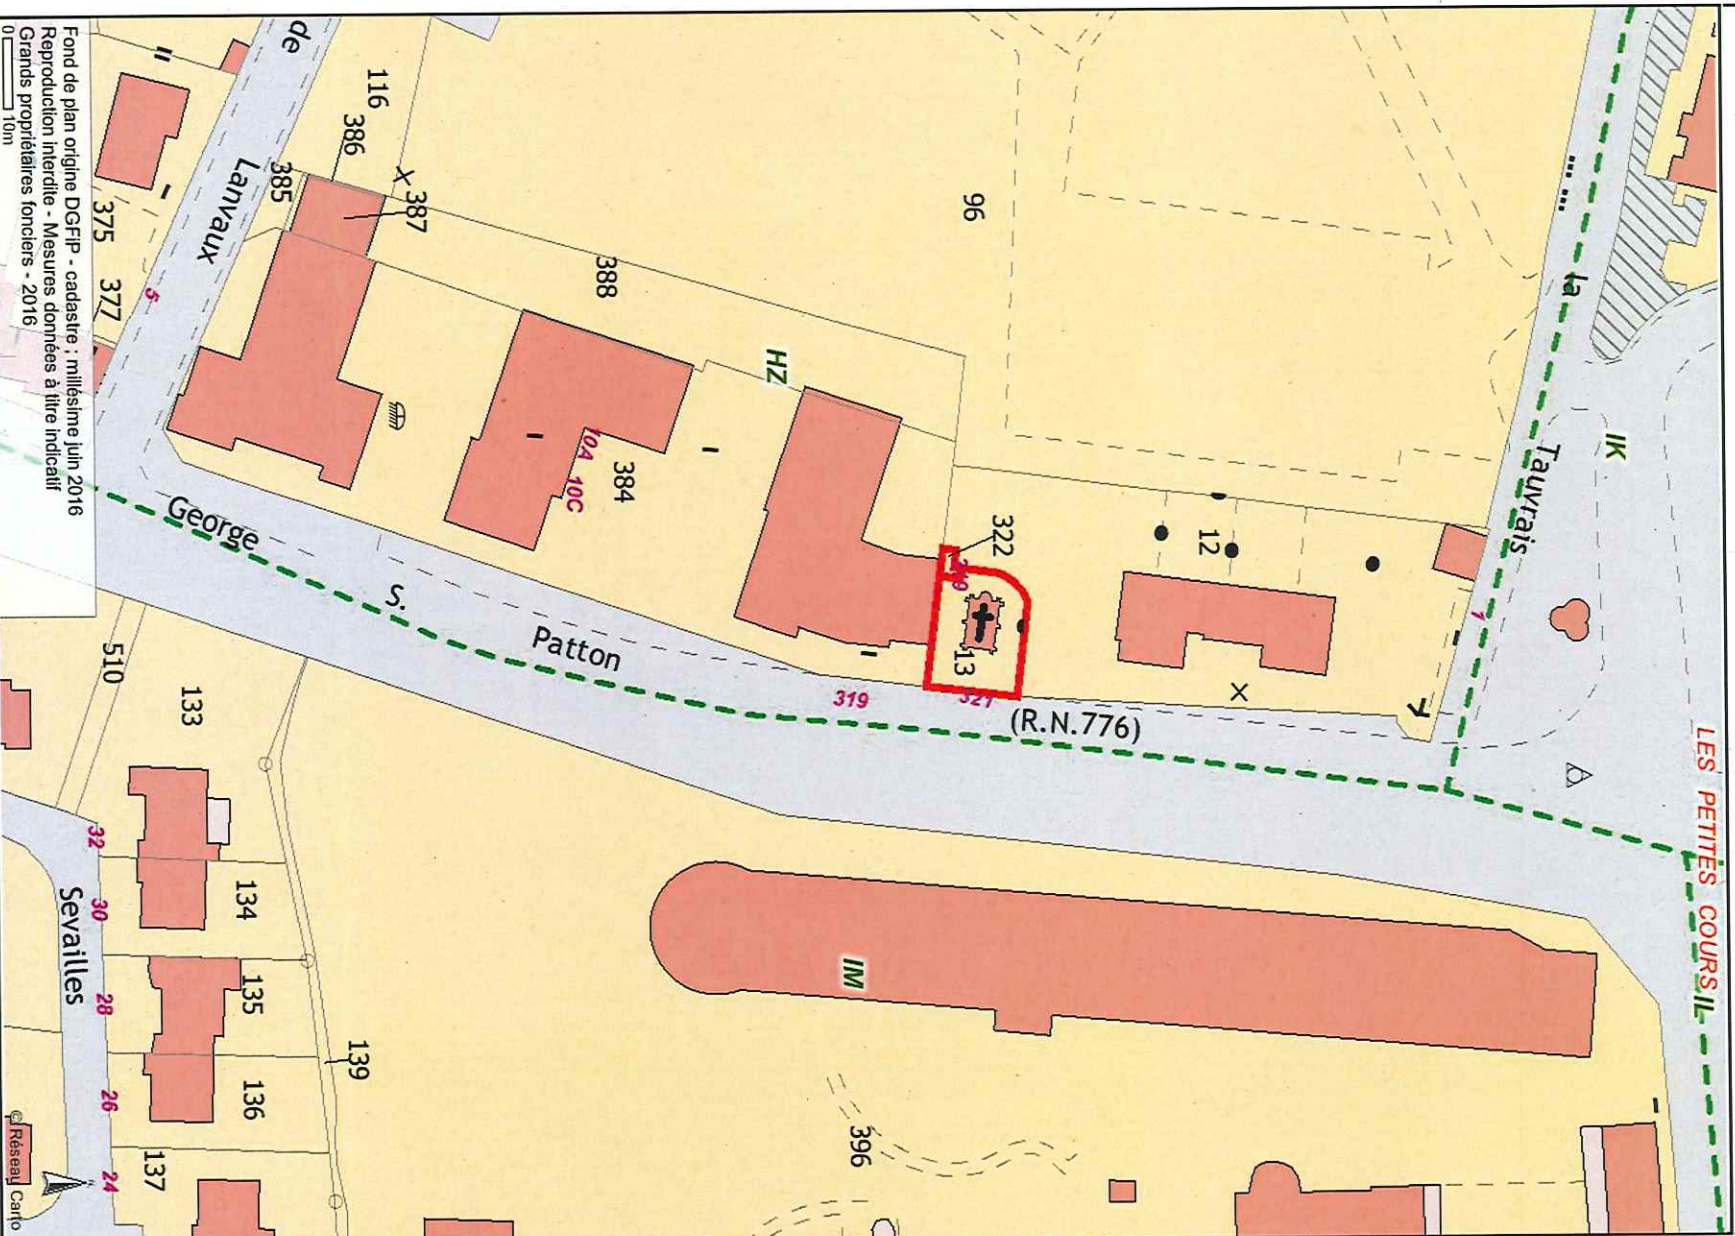 Fond de plan origine DGFIP - cadastre ; millésime juin 2016
Reproduction interdite - Mesures données à titre indicatif
Grands propriétaires fonciers - 2016
0 10m
de
Lanvaux
116
386
385
387
388
375
377
5
96
HZ
10A
10C
384
322
12
13
319
321
1
George
S.
Patton
(R.N.776)
la
Tauvrais
IK
LES PETITES COURS
IL
IM
510
133
134
135
136
137
139
396
32
30
28
26
24
Sevailles
© Réseau Carto